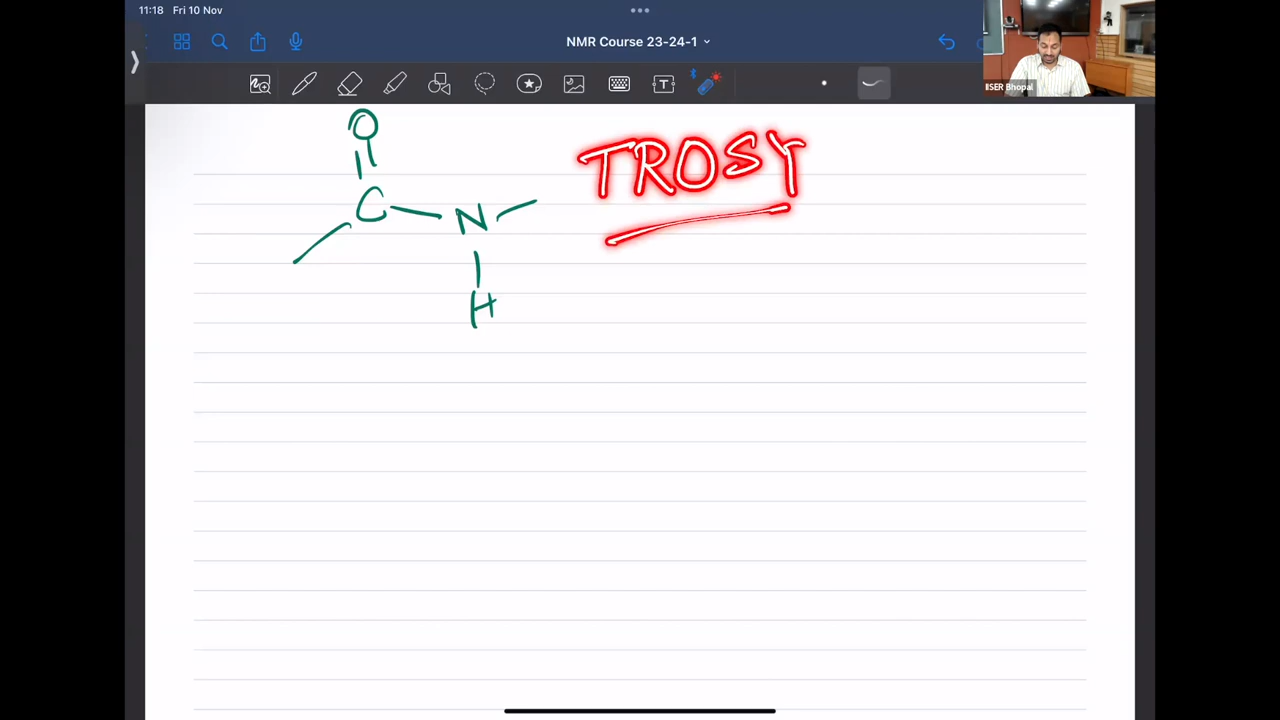 11:18 Fri 10 Nov
NMR Course 23-24-1
IISER Bhopal
O
C
N
H
TROSY